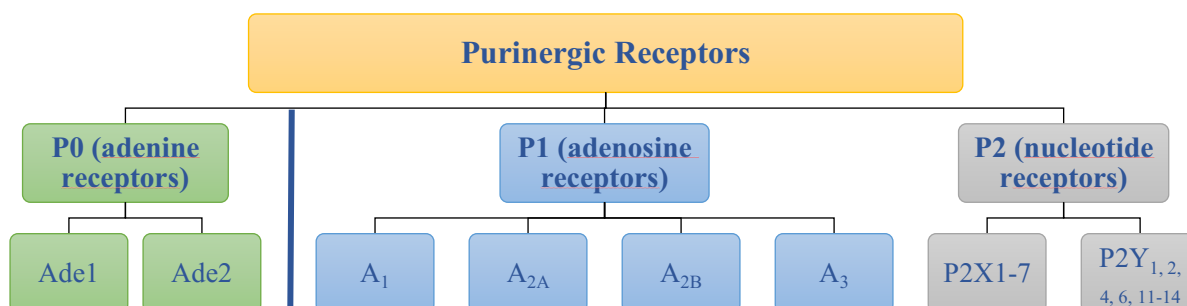 Purinergic Receptors
P0 (adenine
receptors)
P1 (adenosine
receptors)
P2 (nucleotide
receptors)
Ade1
Ade2
A₁
A₂A
A₂B
A₃
P2X1-7
P2Y₁, ₂,
₄, ₆, ₁₁₋₁₄